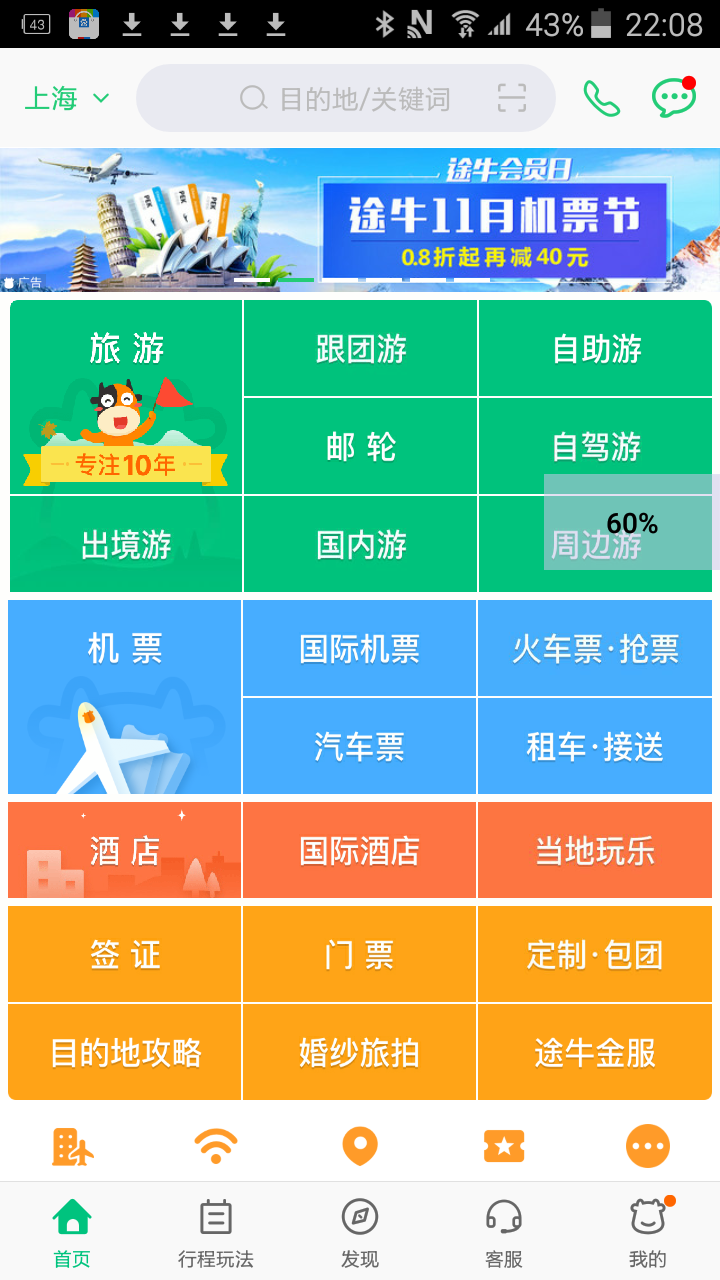 43 43% 22:08
上海 目的地/关键词
途牛会员日
PEK PEK PEK
途牛11月机票节
0.8折起再减40元
广告
旅游 跟团游 自助游
专注10年 邮轮 自驾游
60%
出境游 国内游 周边游
机票 国际机票 火车票·抢票
汽车票 租车·接送
酒店 国际酒店 当地玩乐
签证 门票 定制·包团
目的地攻略 婚纱旅拍 途牛金服
首页 行程玩法 发现 客服 我的